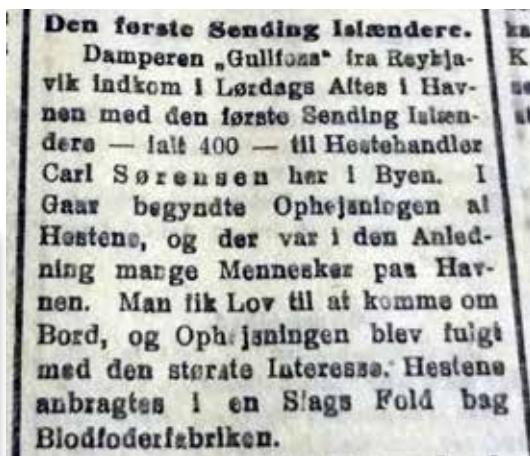 Den første Sending Islændere.
Damperen „Gullfoss" fra Reykja-
vik indkom i Lørdags Aftes i Hav-
nen med den første Sending Islæn-
dere — ialt 400 — til Hestehandler
Carl Sørensen her i Byen. I
Gaar begyndte Ophejsningen af
Hestene, og der var i den Anled-
ning mange Mennesker paa Hav-
nen. Man fik Lov til at komme om
Bord, og Ophejsningen blev fulgt
med den største Interesse. Hestene
anbragtes i en Slags Fold bag
Blodfoderfabriken.